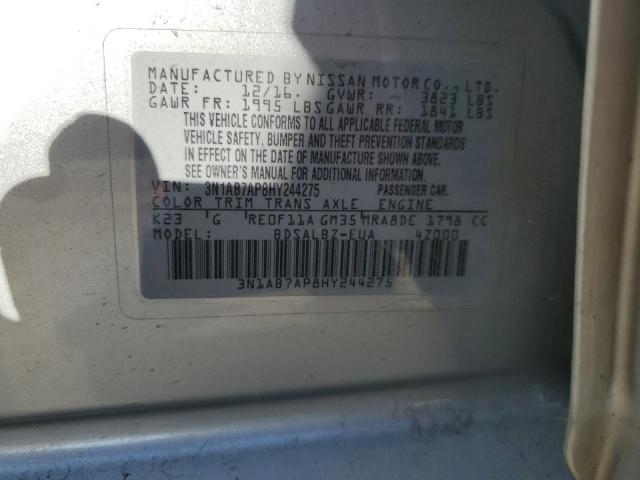 MANUFACTURED BY NISSAN MOTOR CO., LTD.
DATE: 12/16. GVWR: 3823 LBS
GAWR FR: 1995 LBS GAWR RR: 1841 LBS
THIS VEHICLE CONFORMS TO ALL APPLICABLE FEDERAL MOTOR
VEHICLE SAFETY, BUMPER AND THEFT PREVENTION STANDARDS
IN EFFECT ON THE DATE OF MANUFACTURE SHOWN ABOVE.
SEE OWNER'S MANUAL FOR ADDITIONAL INFORMATION.
VIN: 3N1AB7AP8HY244275 PASSENGER CAR
COLOR TRIM TRANS AXLE ENGINE
K23 G RE0F11A GM35 MRA8DE 1798 CC
MODEL: BDSALBZ-EUA 4Z000
3N1AB7AP8HY244275